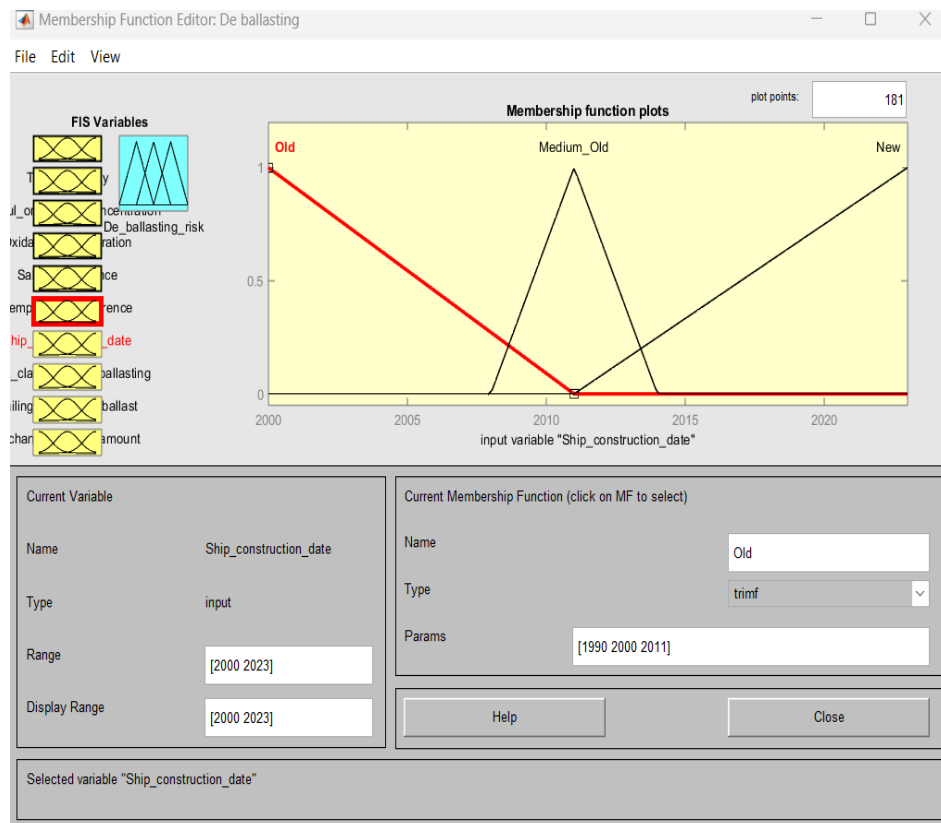 Membership Function Editor: De ballasting
File Edit View
plot points: 181
FIS Variables
Membership function plots
Old Medium_Old New
1
0.5
0
2000 2005 2010 2015 2020
input variable "Ship_construction_date"
De_ballasting_risk
ration
Sa nce
rence
_date
ballasting
ballast
amount
Current Variable
Name Ship_construction_date
Type input
Range [2000 2023]
Display Range [2000 2023]
Current Membership Function (click on MF to select)
Name Old
Type trimf
Params [1990 2000 2011]
Help Close
Selected variable "Ship_construction_date"